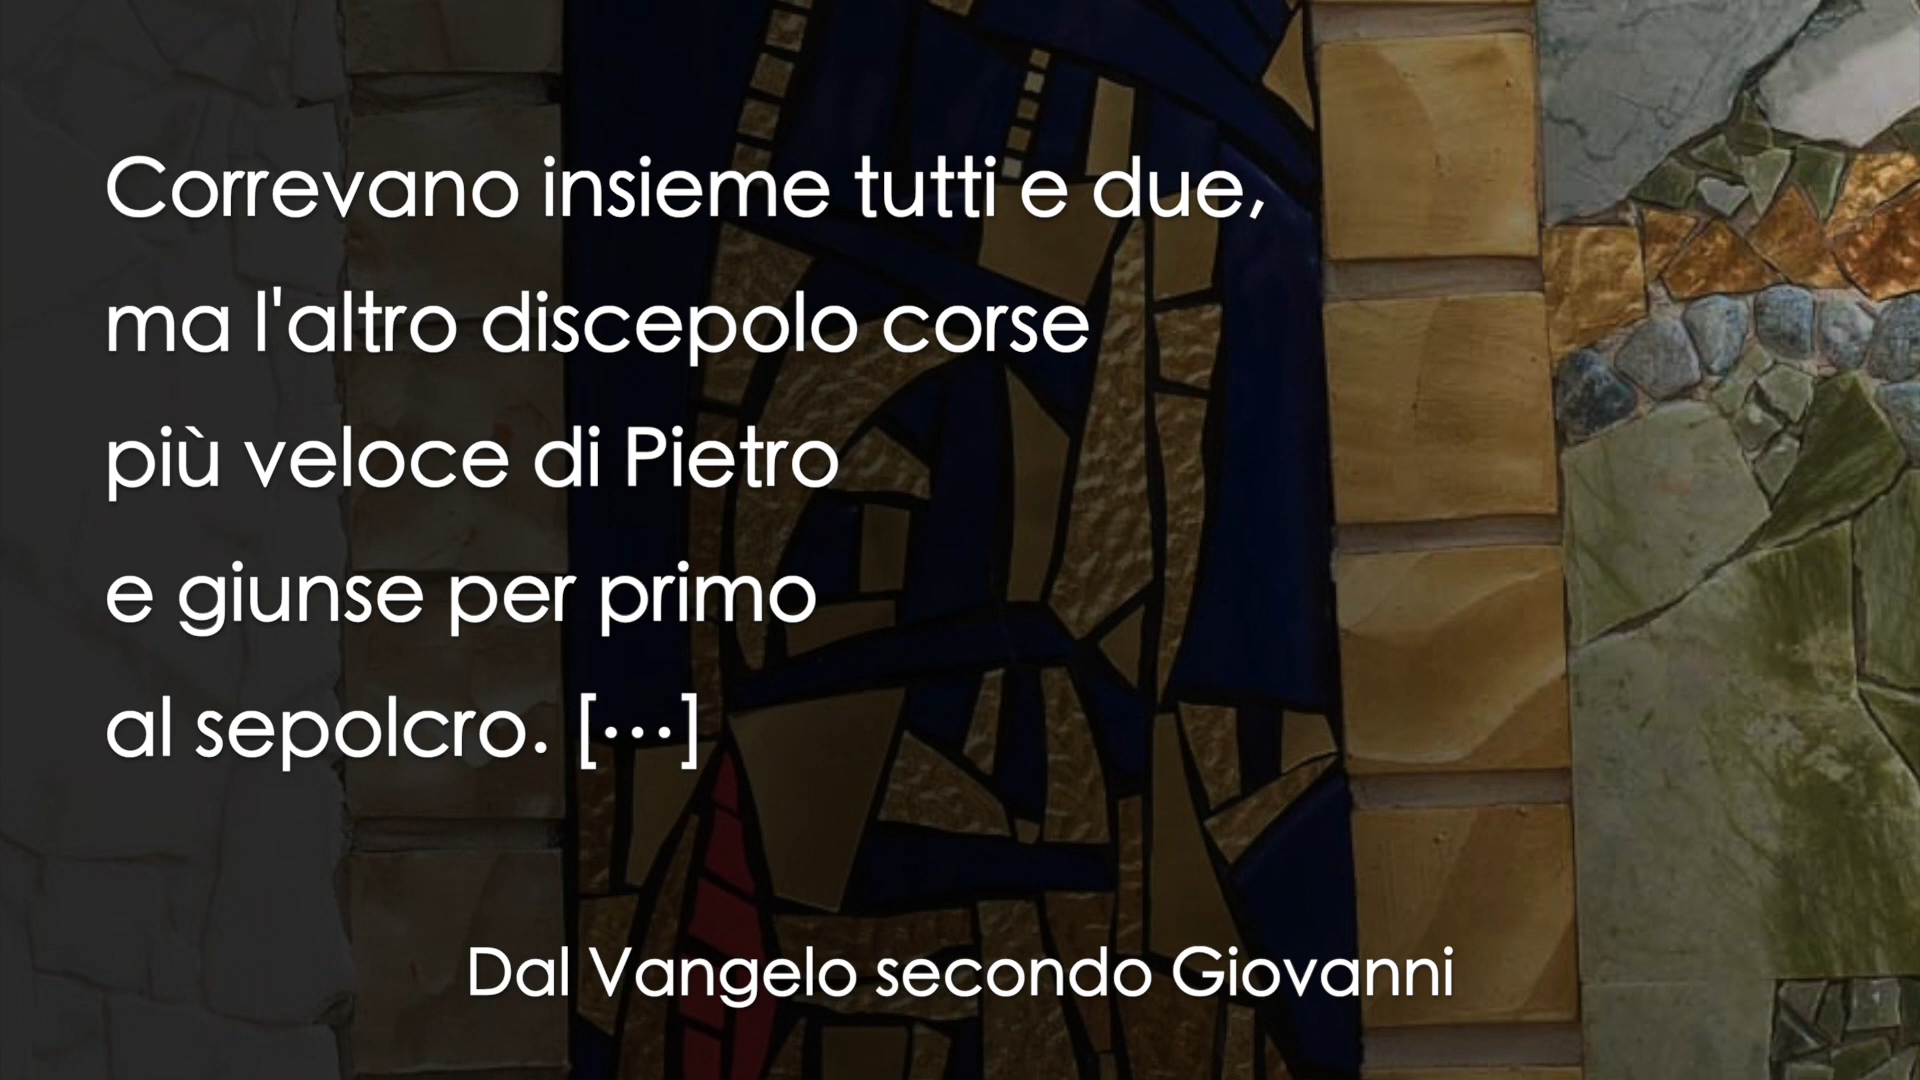 Correvano insieme tutti e due,
ma l'altro discepolo corse
più veloce di Pietro
e giunse per primo
al sepolcro. [...]
Dal Vangelo secondo Giovanni